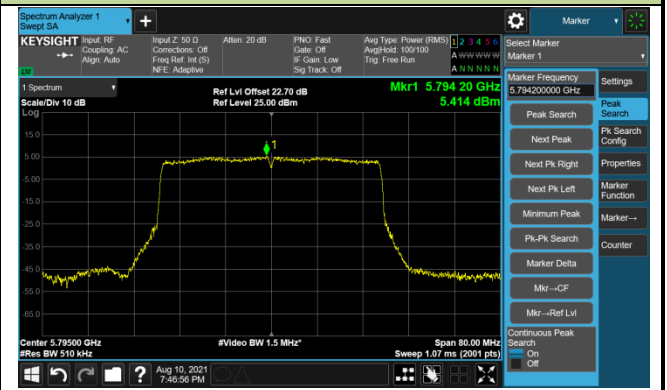 Spectrum Analyzer 1
Swept SA
Marker
KEYSIGHT
Input: RF
Coupling: AC
Align: Auto
Input Z: 50 Ω
Corrections: Off
Freq Ref: Int (S)
NFE: Adaptive
Atten: 20 dB
PNO: Fast
Gate: Off
IF Gain: Low
Sig Track: Off
Avg Type: Power (RMS)
Avg|Hold: 100/100
Trig: Free Run
1 2 3 4 5 6
A W W W W W
A N N N N N
Select Marker
Marker 1
LXI
1 Spectrum
Scale/Div 10 dB
Log
Ref Lvl Offset 22.70 dB
Ref Level 25.00 dBm
Mkr1 5.794 20 GHz
5.414 dBm
15.0
5.00
-5.00
-15.0
-25.0
-35.0
-45.0
-55.0
-65.0
1
Center 5.79500 GHz
#Res BW 510 kHz
#Video BW 1.5 MHz*
Span 80.00 MHz
Sweep 1.07 ms (2001 pts)
Marker Frequency
5.794200000 GHz
Peak Search
Next Peak
Next Pk Right
Next Pk Left
Minimum Peak
Pk-Pk Search
Marker Delta
Mkr→CF
Mkr→Ref Lvl
Continuous Peak
Search
On
Off
Settings
Peak
Search
Pk Search
Config
Properties
Marker
Function
Marker→
Counter
?
Aug 10, 2021
7:46:56 PM